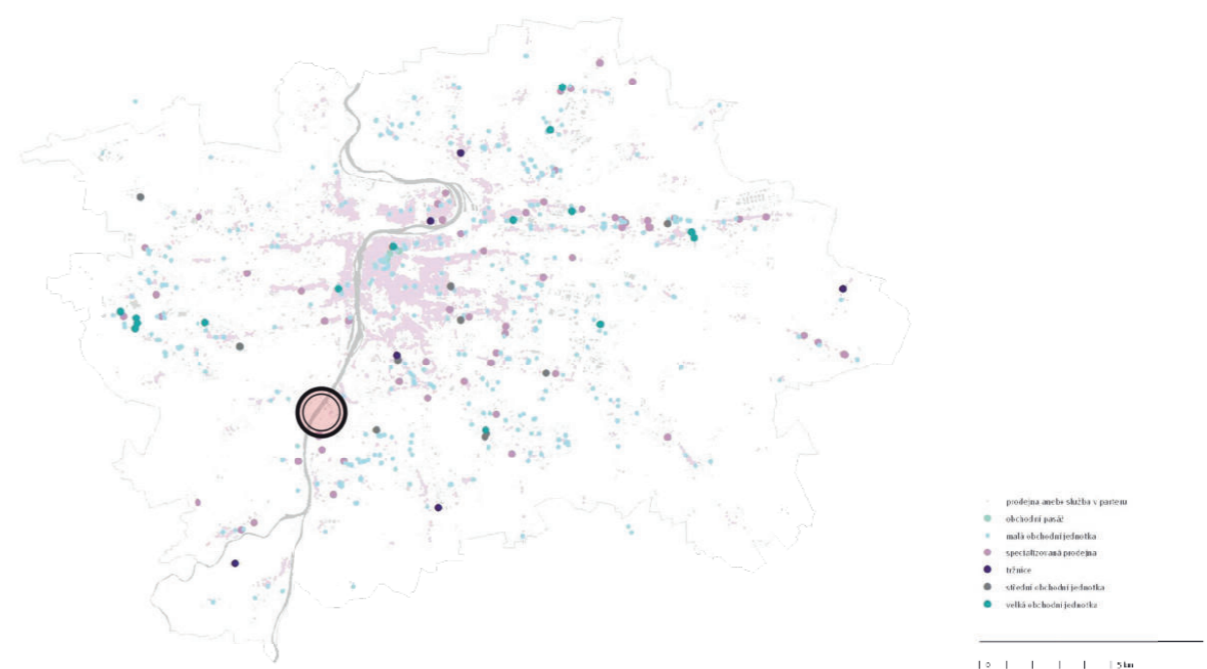 prodejna anebo služba v parteru
obchodní pasáž
malá obchodní jednotka
specializovaná prodejna
tržnice
střední obchodní jednotka
velká obchodní jednotka
0 5 km